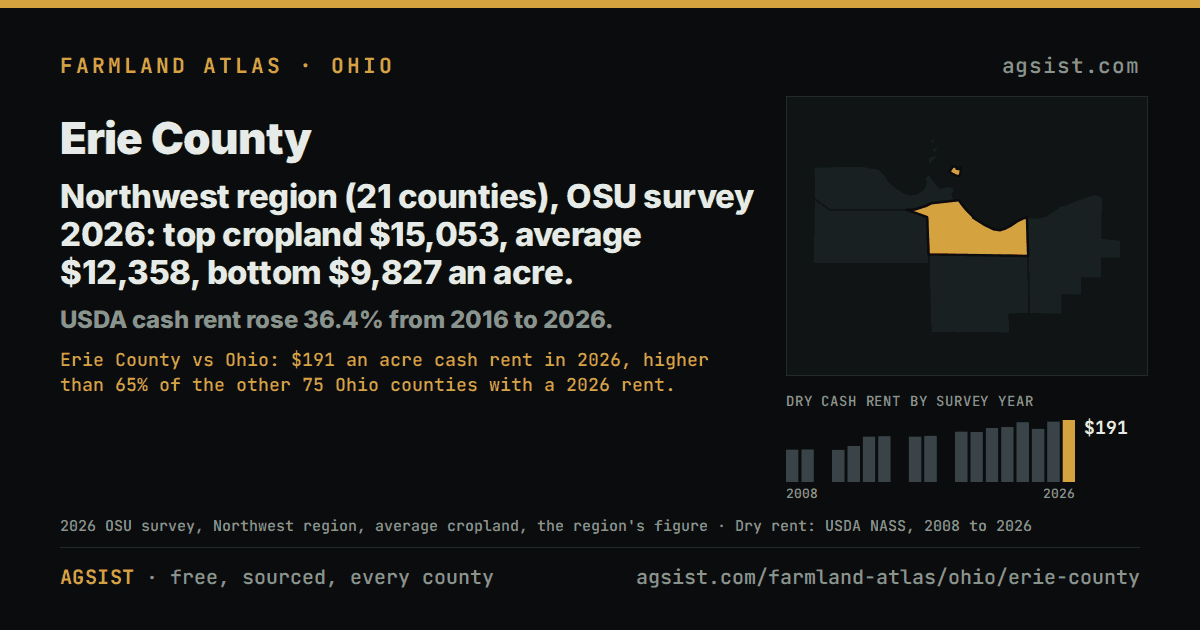 FARMLAND ATLAS · OHIO
agsist.com
Erie County
Northwest region (21 counties), OSU survey
2026: top cropland $15,053, average
$12,358, bottom $9,827 an acre.
USDA cash rent rose 36.4% from 2016 to 2026.
Erie County vs Ohio: $191 an acre cash rent in 2026, higher
than 65% of the other 75 Ohio counties with a 2026 rent.
DRY CASH RENT BY SURVEY YEAR
$191
2008
2026
2026 OSU survey, Northwest region, average cropland, the region's figure · Dry rent: USDA NASS, 2008 to 2026
AGSIST · free, sourced, every county
agsist.com/farmland-atlas/ohio/erie-county